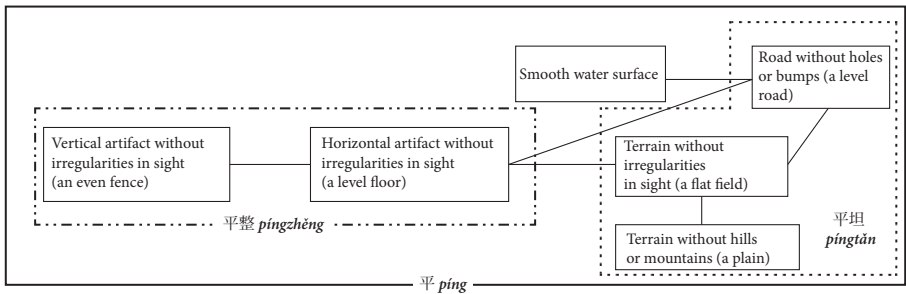 Smooth water surface
Road without holes
or bumps (a level
road)
Vertical artifact without
irregularities in sight
(an even fence)
Horizontal artifact without
irregularities in sight
(a level floor)
Terrain without
irregularities
in sight (a flat field)
平整 píngzhěng
平坦
píngtǎn
Terrain without hills
or mountains (a plain)
平 píng